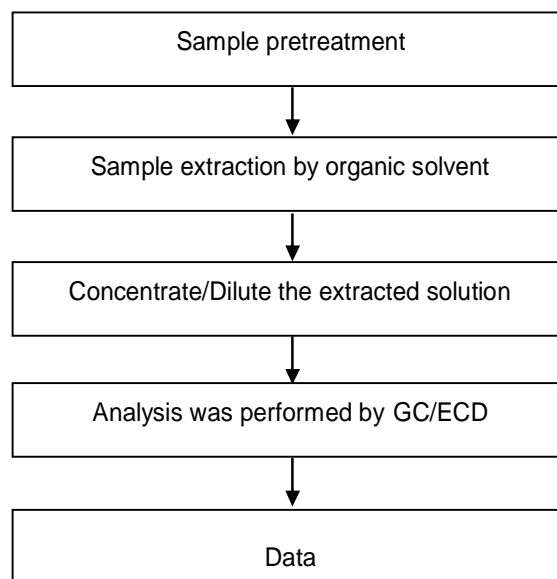 Sample pretreatment
Sample extraction by organic solvent
Concentrate/Dilute the extracted solution
Analysis was performed by GC/ECD
Data